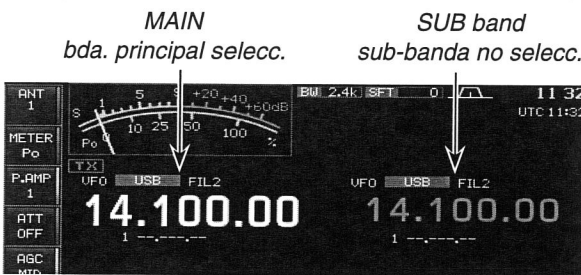 MAIN
bda. principal selecc.
SUB band
sub-banda no selecc.
ANT
1
METER
Po
P.AMP
1
ATT
OFF
AGC
MID
S 1 5 9 +20 +40 +60dB
Po 0 10 25 50 100 %
BW 2.4k SFT 0
11 32
UTC 11:32
TX
VFO USB FIL2
14.100.00
1 --.---.--
VFO USB FIL2
14.100.00
1 --.---.--